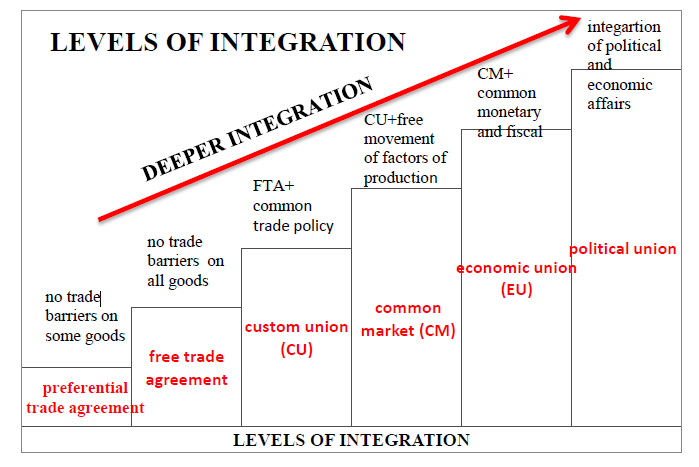 LEVELS OF INTEGRATION
DEEPER INTEGRATION
no trade
barriers on
some goods
preferential
trade agreement
no trade
barriers on
all goods
free trade
agreement
FTA+
common
trade policy
custom union
(CU)
CU+free
movement
of factors of
production
common
market (CM)
CM+
common
monetary
and fiscal
economic union
(EU)
integartion
of political
and
economic
affairs
political union
LEVELS OF INTEGRATION